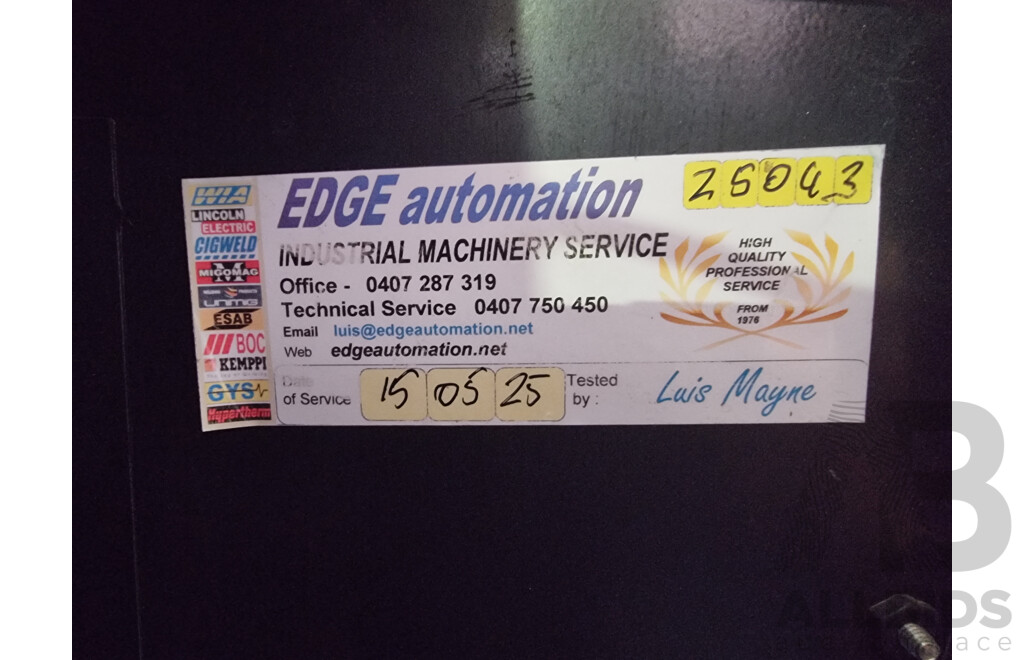 EDGE automation
25043
INDUSTRIAL MACHINERY SERVICE
Office - 0407 287 319
Technical Service 0407 750 450
Email luis@edgeautomation.net
Web edgeautomation.net
HIGH
QUALITY
PROFESSIONAL
SERVICE
FROM
1976
WIA
LINCOLN
ELECTRIC
CIGWELD
M
MIGOMAG
UNIMIG
ESAB
BOC
KEMPPI
GYS
Hypertherm
Date
of Service
15 05 25
Tested
by :
Luis Mayne
B